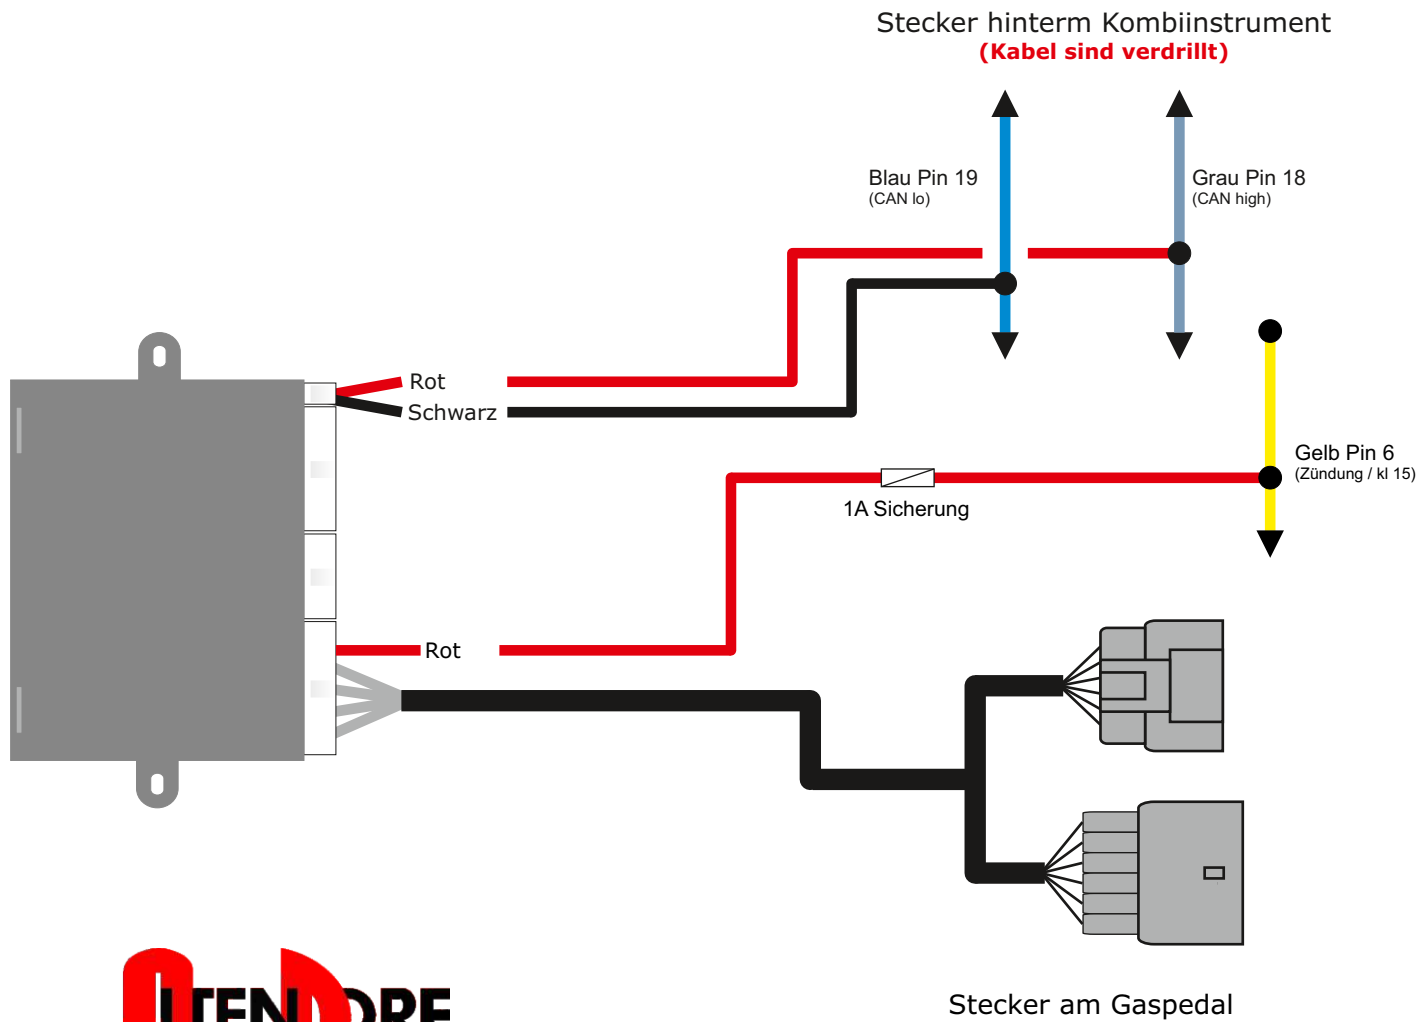 Stecker hinterm Kombiinstrument
(Kabel sind verdrillt)
Blau Pin 19
(CAN lo)
Grau Pin 18
(CAN high)
Rot
Schwarz
Gelb Pin 6
(Zündung / kl 15)
1A Sicherung
Rot
Stecker am Gaspedal